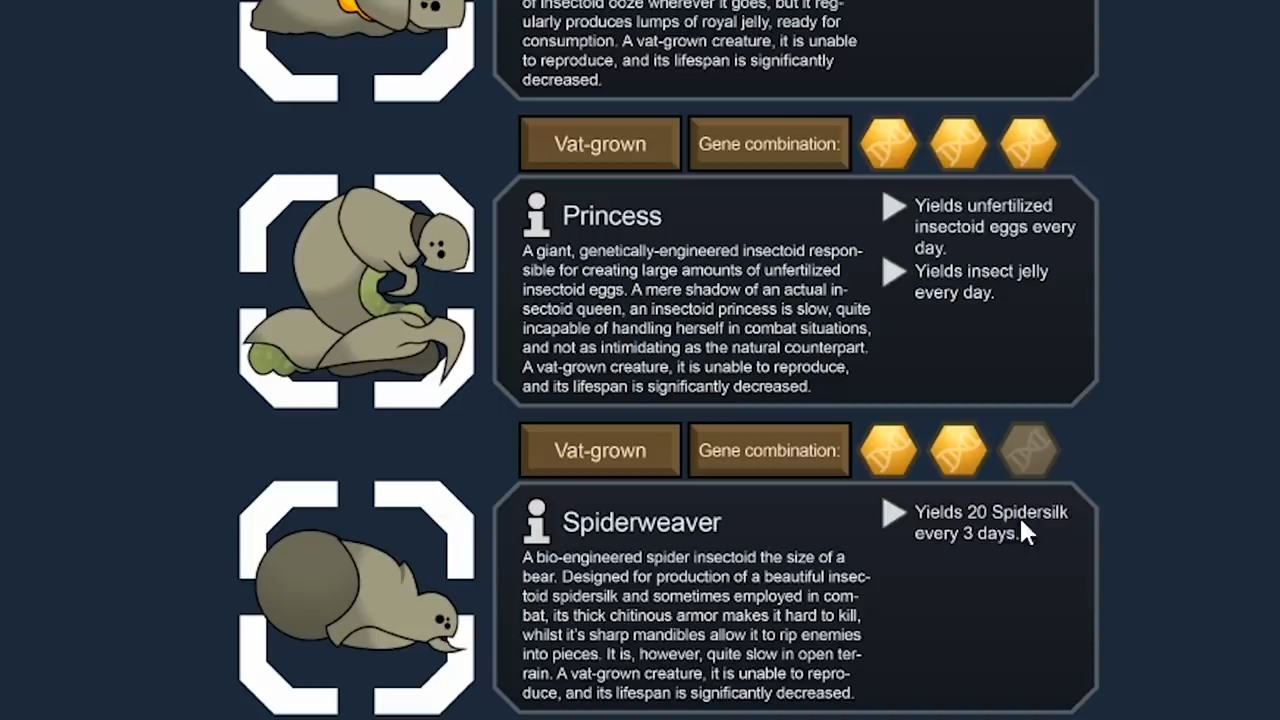 of insectoid ooze wherever it goes, but it reg-
ularly produces lumps of royal jelly, ready for
consumption. A vat-grown creature, it is unable
to reproduce, and its lifespan is significantly
decreased.
Vat-grown
Gene combination:
Princess
A giant, genetically-engineered insectoid respon-
sible for creating large amounts of unfertilized
insectoid eggs. A mere shadow of an actual in-
sectoid queen, an insectoid princess is slow, quite
incapable of handling herself in combat situations,
and not as intimidating as the natural counterpart.
A vat-grown creature, it is unable to reproduce,
and its lifespan is significantly decreased.
Yields unfertilized
insectoid eggs every
day.
Yields insect jelly
every day.
Vat-grown
Gene combination:
Spiderweaver
A bio-engineered spider insectoid the size of a
bear. Designed for production of a beautiful insec-
toid spidersilk and sometimes employed in com-
bat, its thick chitinous armor makes it hard to kill,
whilst it's sharp mandibles allow it to rip enemies
into pieces. It is, however, quite slow in open ter-
rain. A vat-grown creature, it is unable to repro-
duce, and its lifespan is significantly decreased.
Yields 20 Spidersilk
every 3 days.